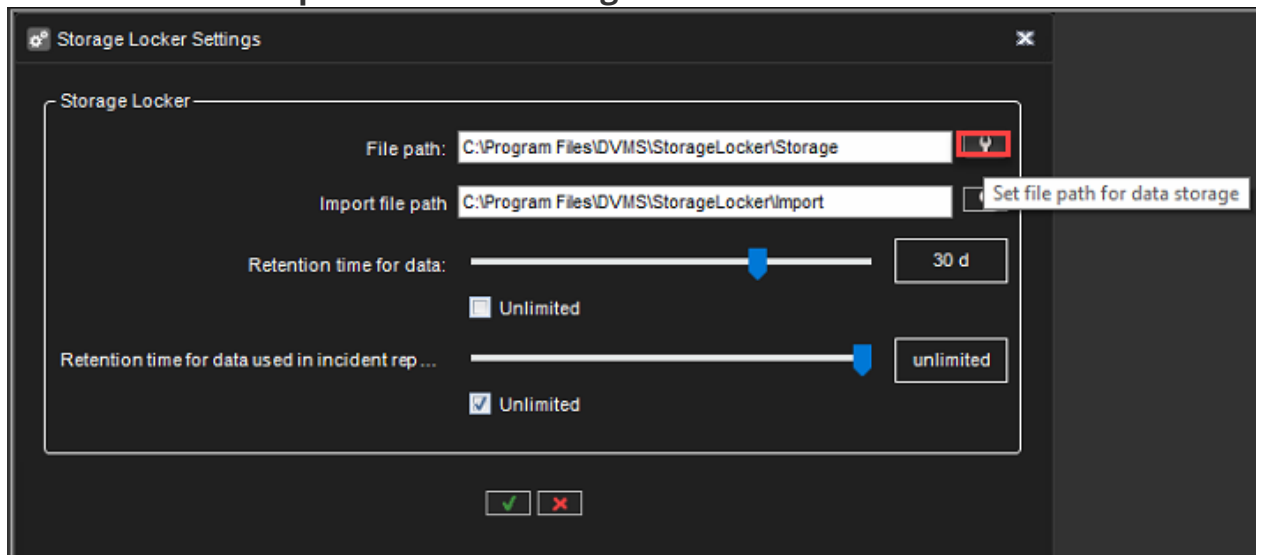 Storage Locker Settings
Storage Locker
File path: C:\Program Files\DVMS\StorageLocker\Storage
Set file path for data storage
Import file path C:\Program Files\DVMS\StorageLocker\Import
Retention time for data: 30 d
Unlimited
Retention time for data used in incident rep ... unlimited
Unlimited